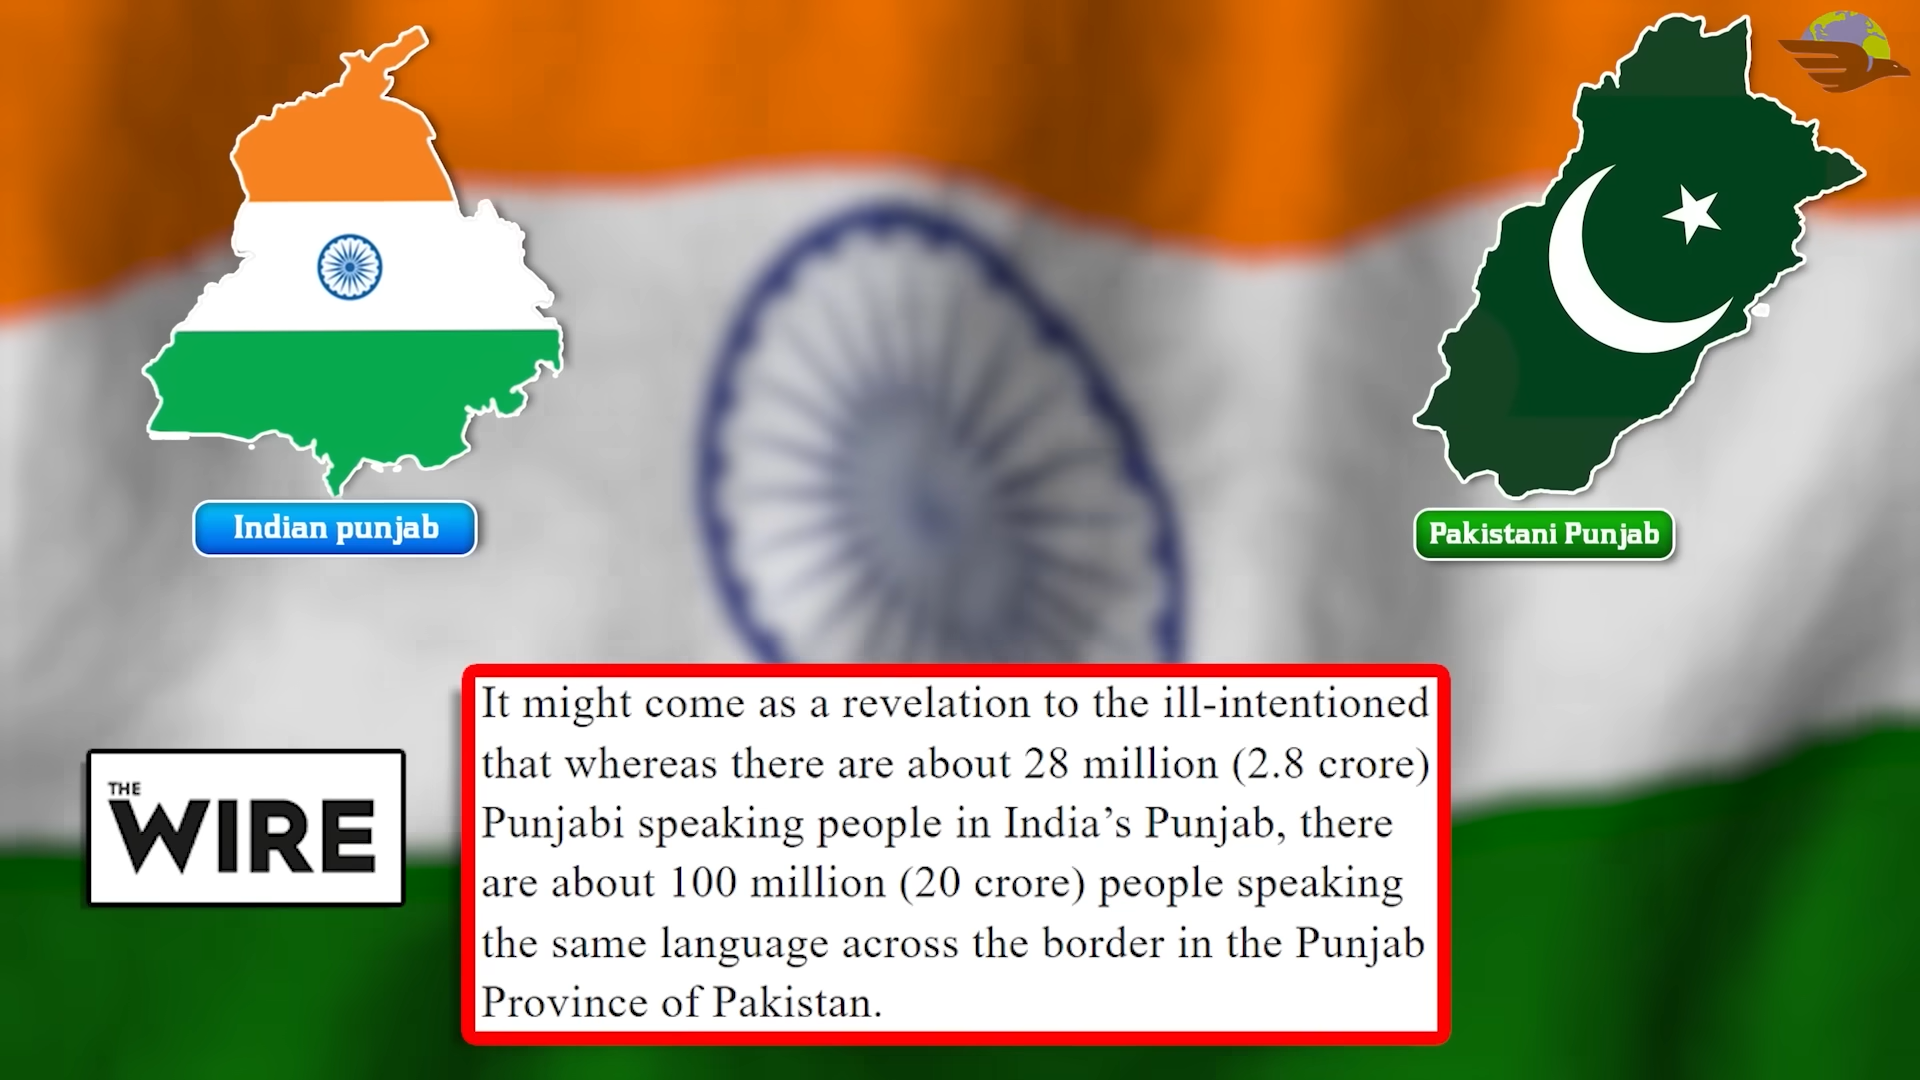 Indian punjab
Pakistani Punjab
THE
WIRE
It might come as a revelation to the ill-intentioned
that whereas there are about 28 million (2.8 crore)
Punjabi speaking people in India’s Punjab, there
are about 100 million (20 crore) people speaking
the same language across the border in the Punjab
Province of Pakistan.